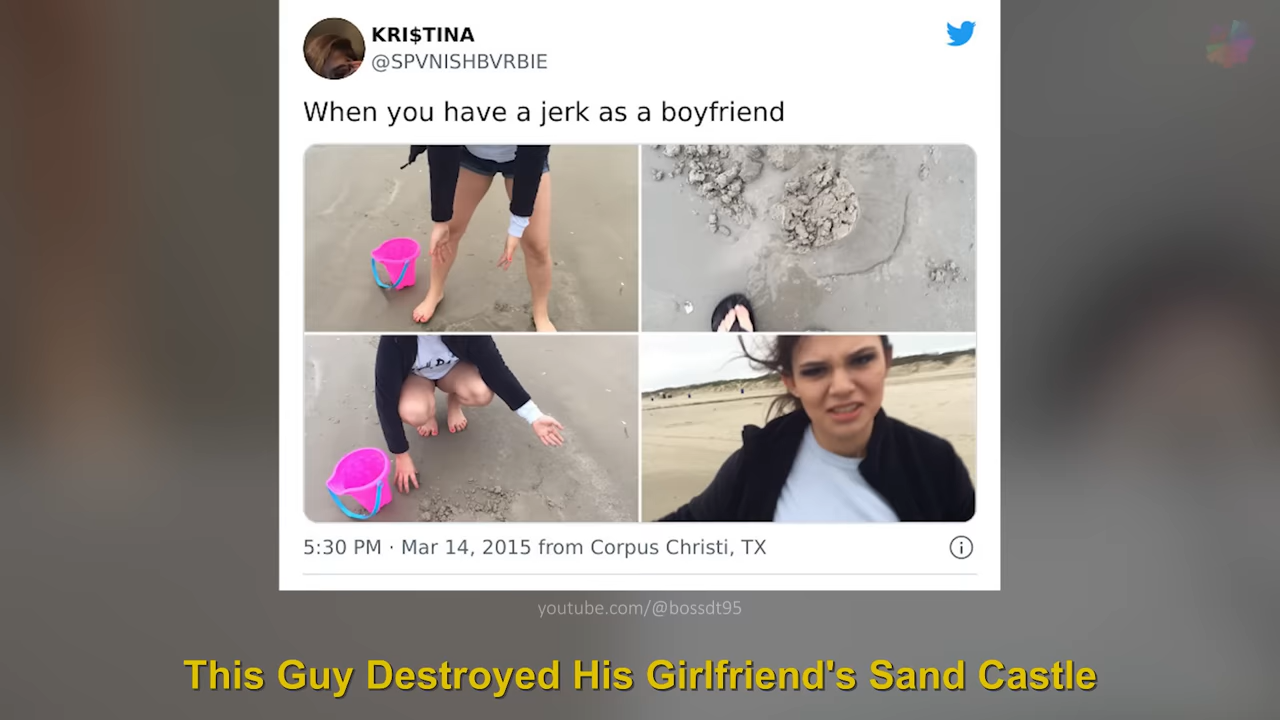 KRI$TINA
@SPVNISHBVRBIE
When you have a jerk as a boyfriend
5:30 PM · Mar 14, 2015 from Corpus Christi, TX
youtube.com/@bossdt95
This Guy Destroyed His Girlfriend's Sand Castle